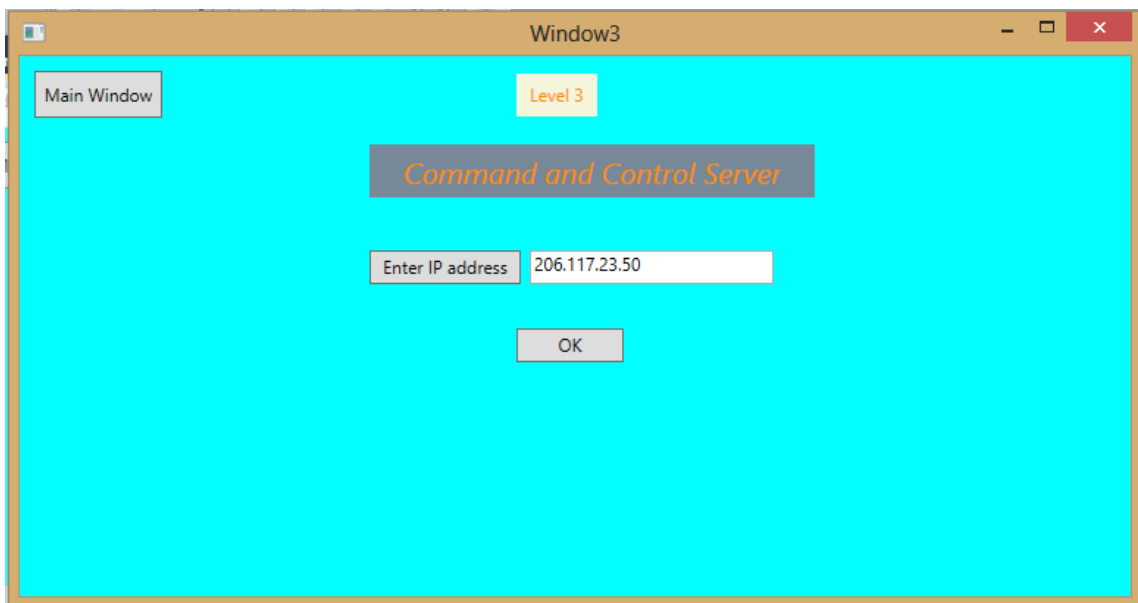 Window3
Main Window
Level 3
Command and Control Server
Enter IP address
206.117.23.50
OK